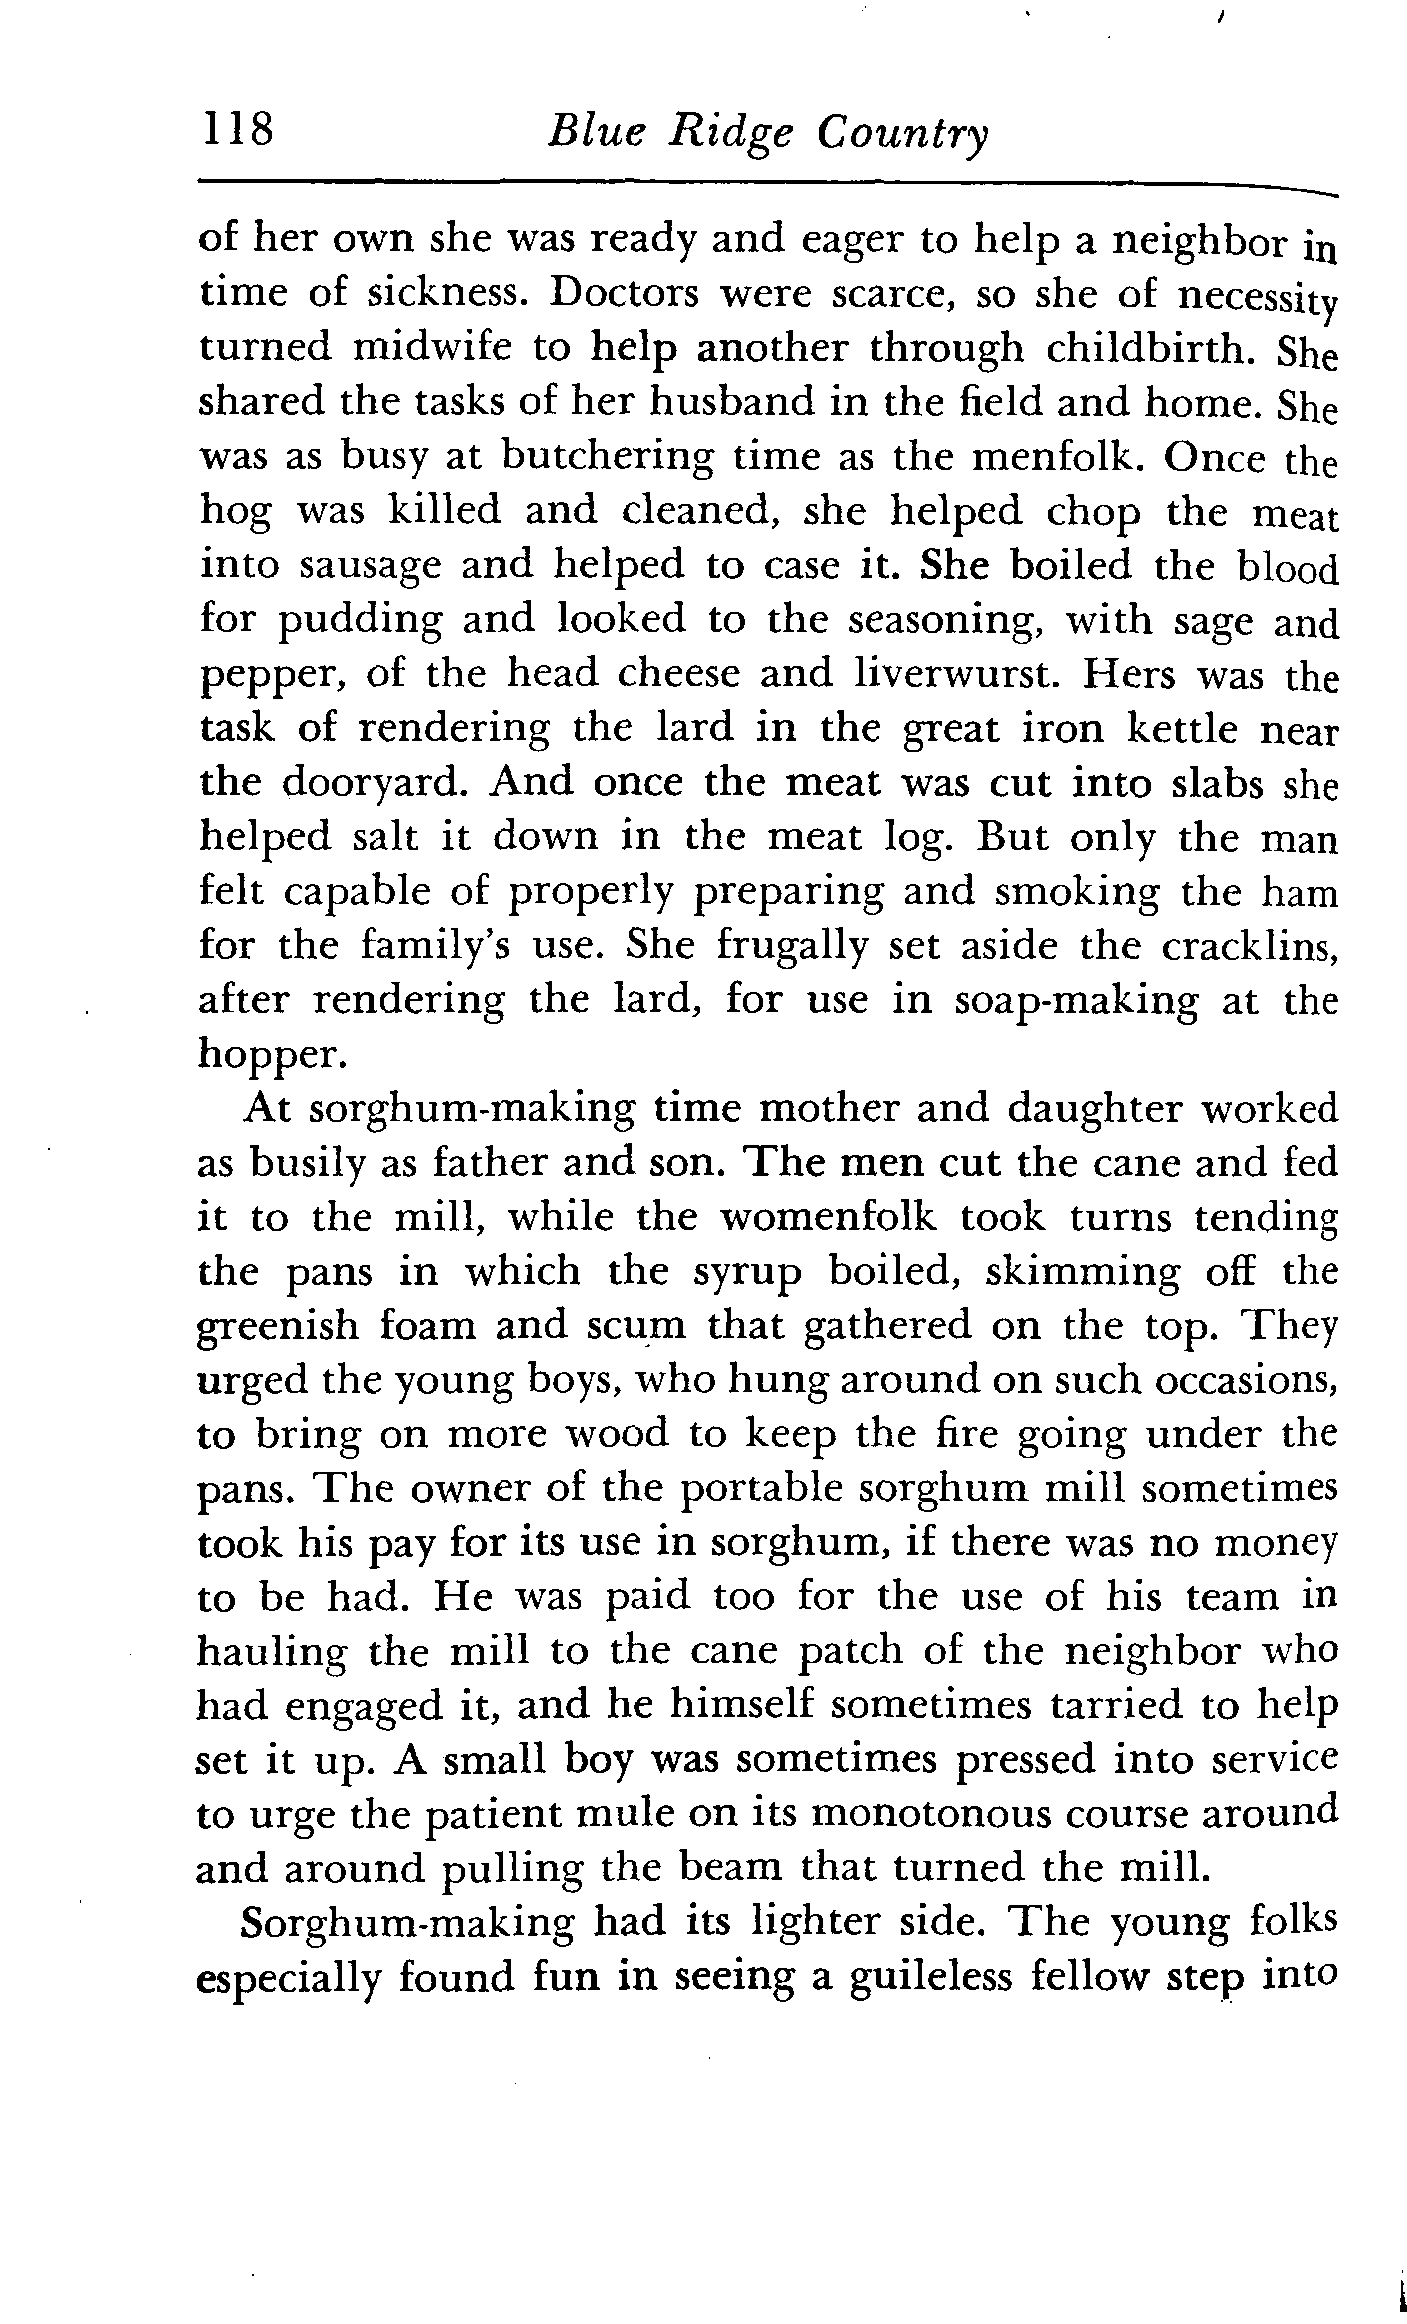 118 Blue Ridge Country
of her own she was ready and eager to help a neighbor in
time of sickness. Doctors were scarce, so she of necessity
turned midwife to help another through childbirth. She
shared the tasks of her husband in the field and home. She
was as busy at butchering time as the menfolk. Once the
hog was killed and cleaned, she helped chop the meat
into sausage and helped to case it. She boiled the blood
for pudding and looked to the seasoning, with sage and
pepper, of the head cheese and liverwurst. Hers was the
task of rendering the lard in the great iron kettle near
the dooryard. And once the meat was cut into slabs she
helped salt it down in the meat log. But only the man
felt capable of properly preparing and smoking the ham
for the family's use. She frugally set aside the cracklins,
after rendering the lard, for use in soap-making at the
hopper.
At sorghum-making time mother and daughter worked
as busily as father and son. The men cut the cane and fed
it to the mill, while the womenfolk took turns tending
the pans in which the syrup boiled, skimming off the
greenish foam and scum that gathered on the top. They
urged the young boys, who hung around on such occasions,
to bring on more wood to keep the fire going under the
pans. The owner of the portable sorghum mill sometimes
took his pay for its use in sorghum, if there was no money
to be had. He was paid too for the use of his team in
hauling the mill to the cane patch of the neighbor who
had engaged it, and he himself sometimes tarried to help
set it up. A small boy was sometimes pressed into service
to urge the patient mule on its monotonous course around
and around pulling the beam that turned the mill.
Sorghum-making had its lighter side. The young folks
especially found fun in seeing a guileless fellow step into